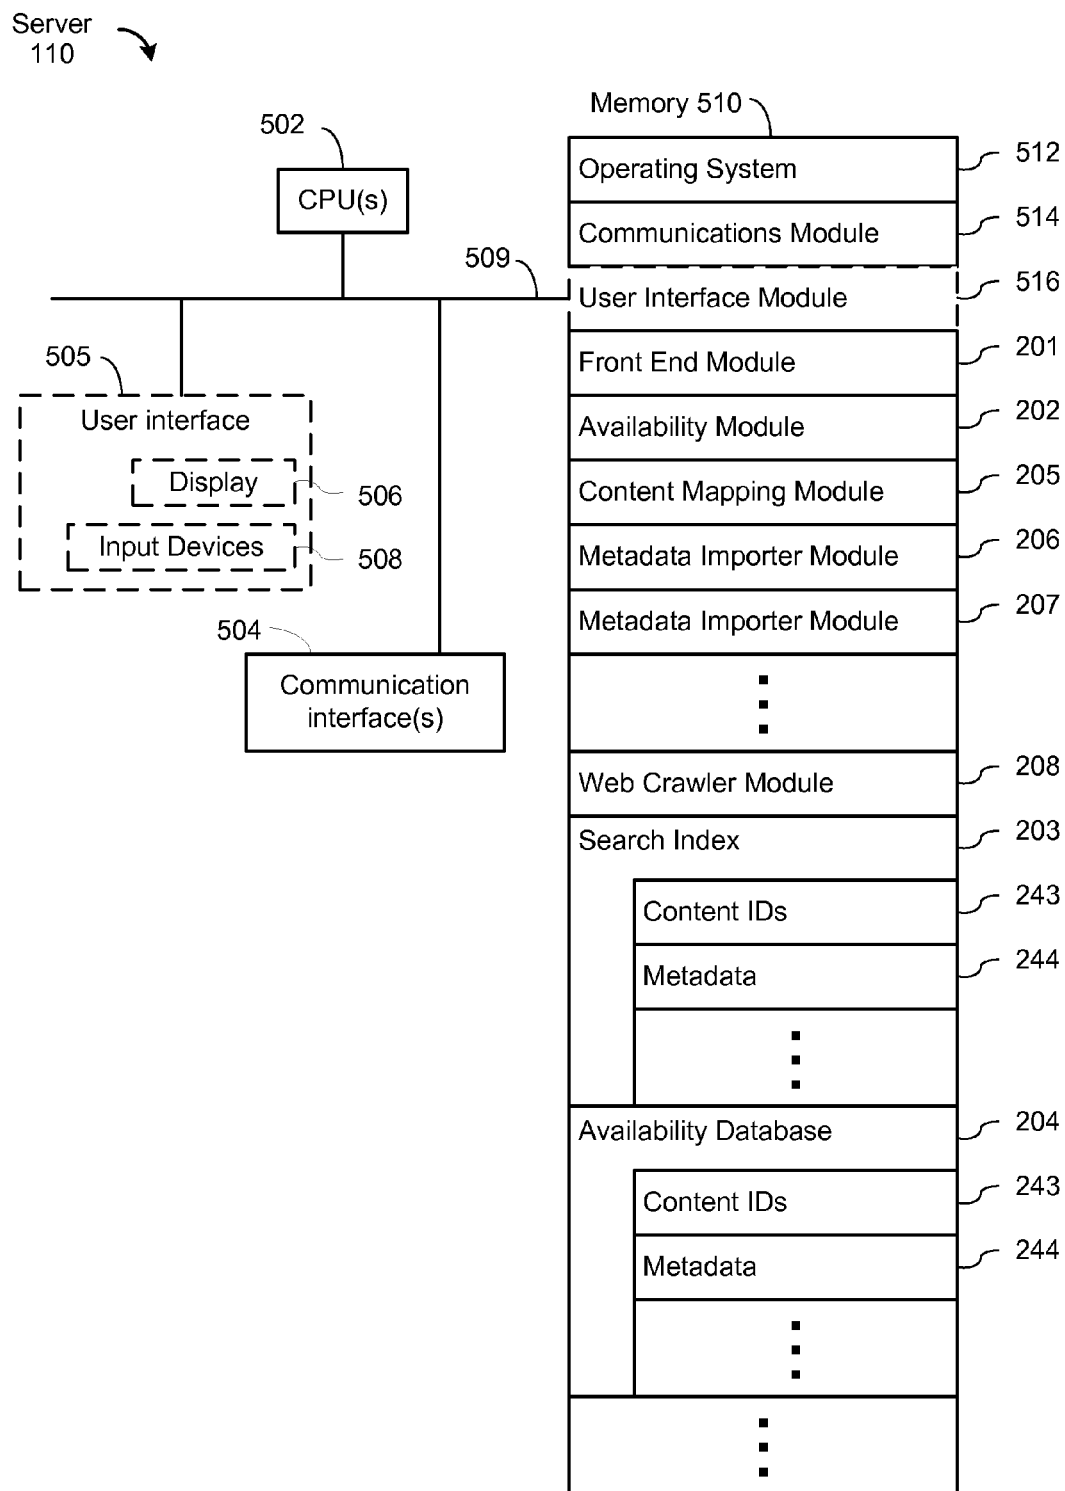 Server
110
Memory 510
502
CPU(s)
509
505
User interface
Display
506
Input Devices
508
504
Communication
interface(s)
Operating System
512
Communications Module
514
User Interface Module
516
Front End Module
201
Availability Module
202
Content Mapping Module
205
Metadata Importer Module
206
Metadata Importer Module
207
Web Crawler Module
208
Search Index
203
Content IDs
243
Metadata
244
Availability Database
204
Content IDs
243
Metadata
244